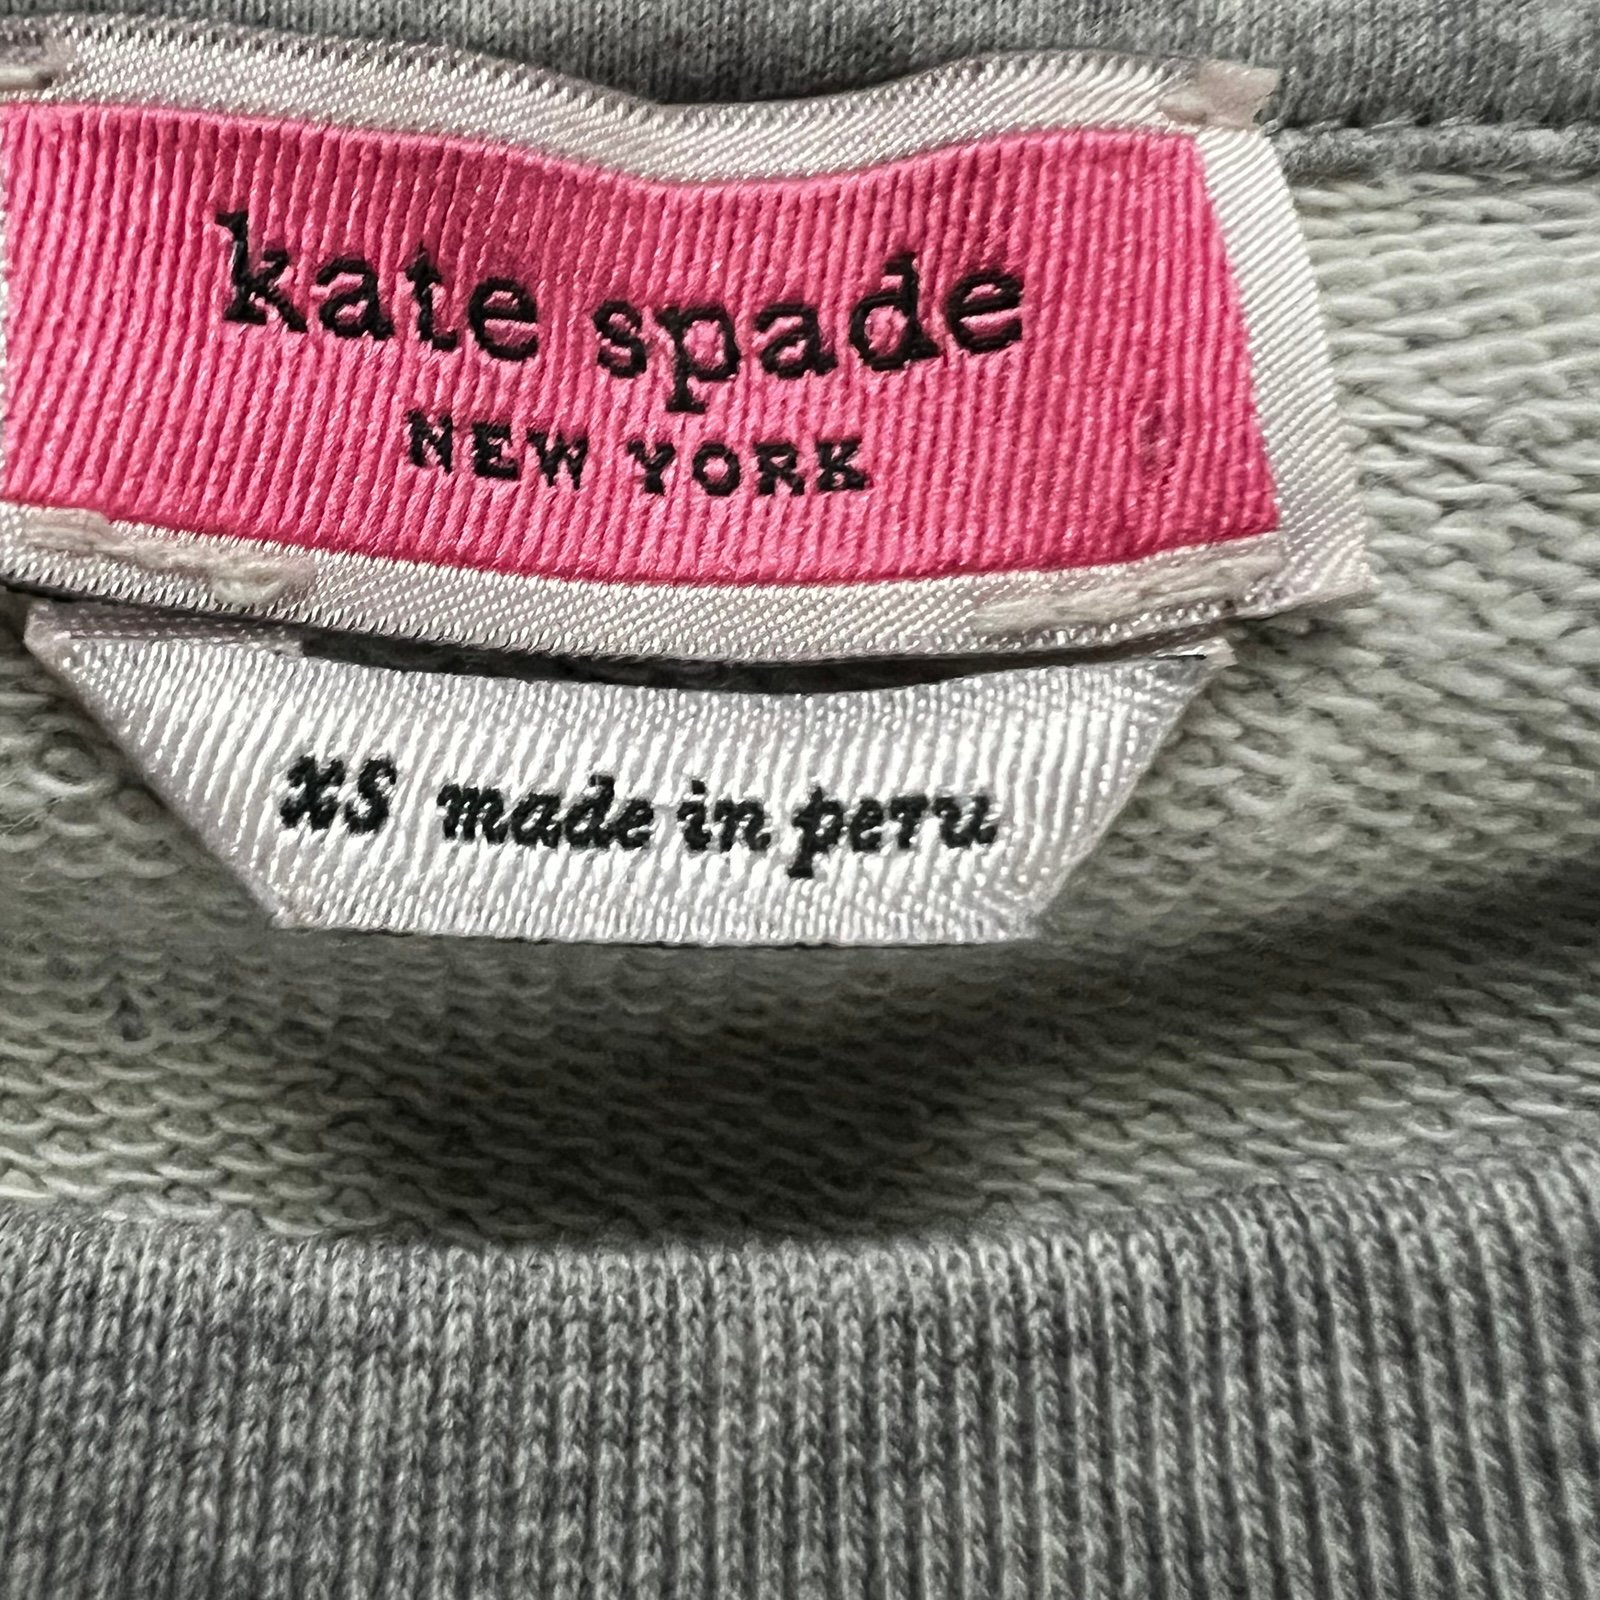 kate spade
NEW YORK
XS made in peru